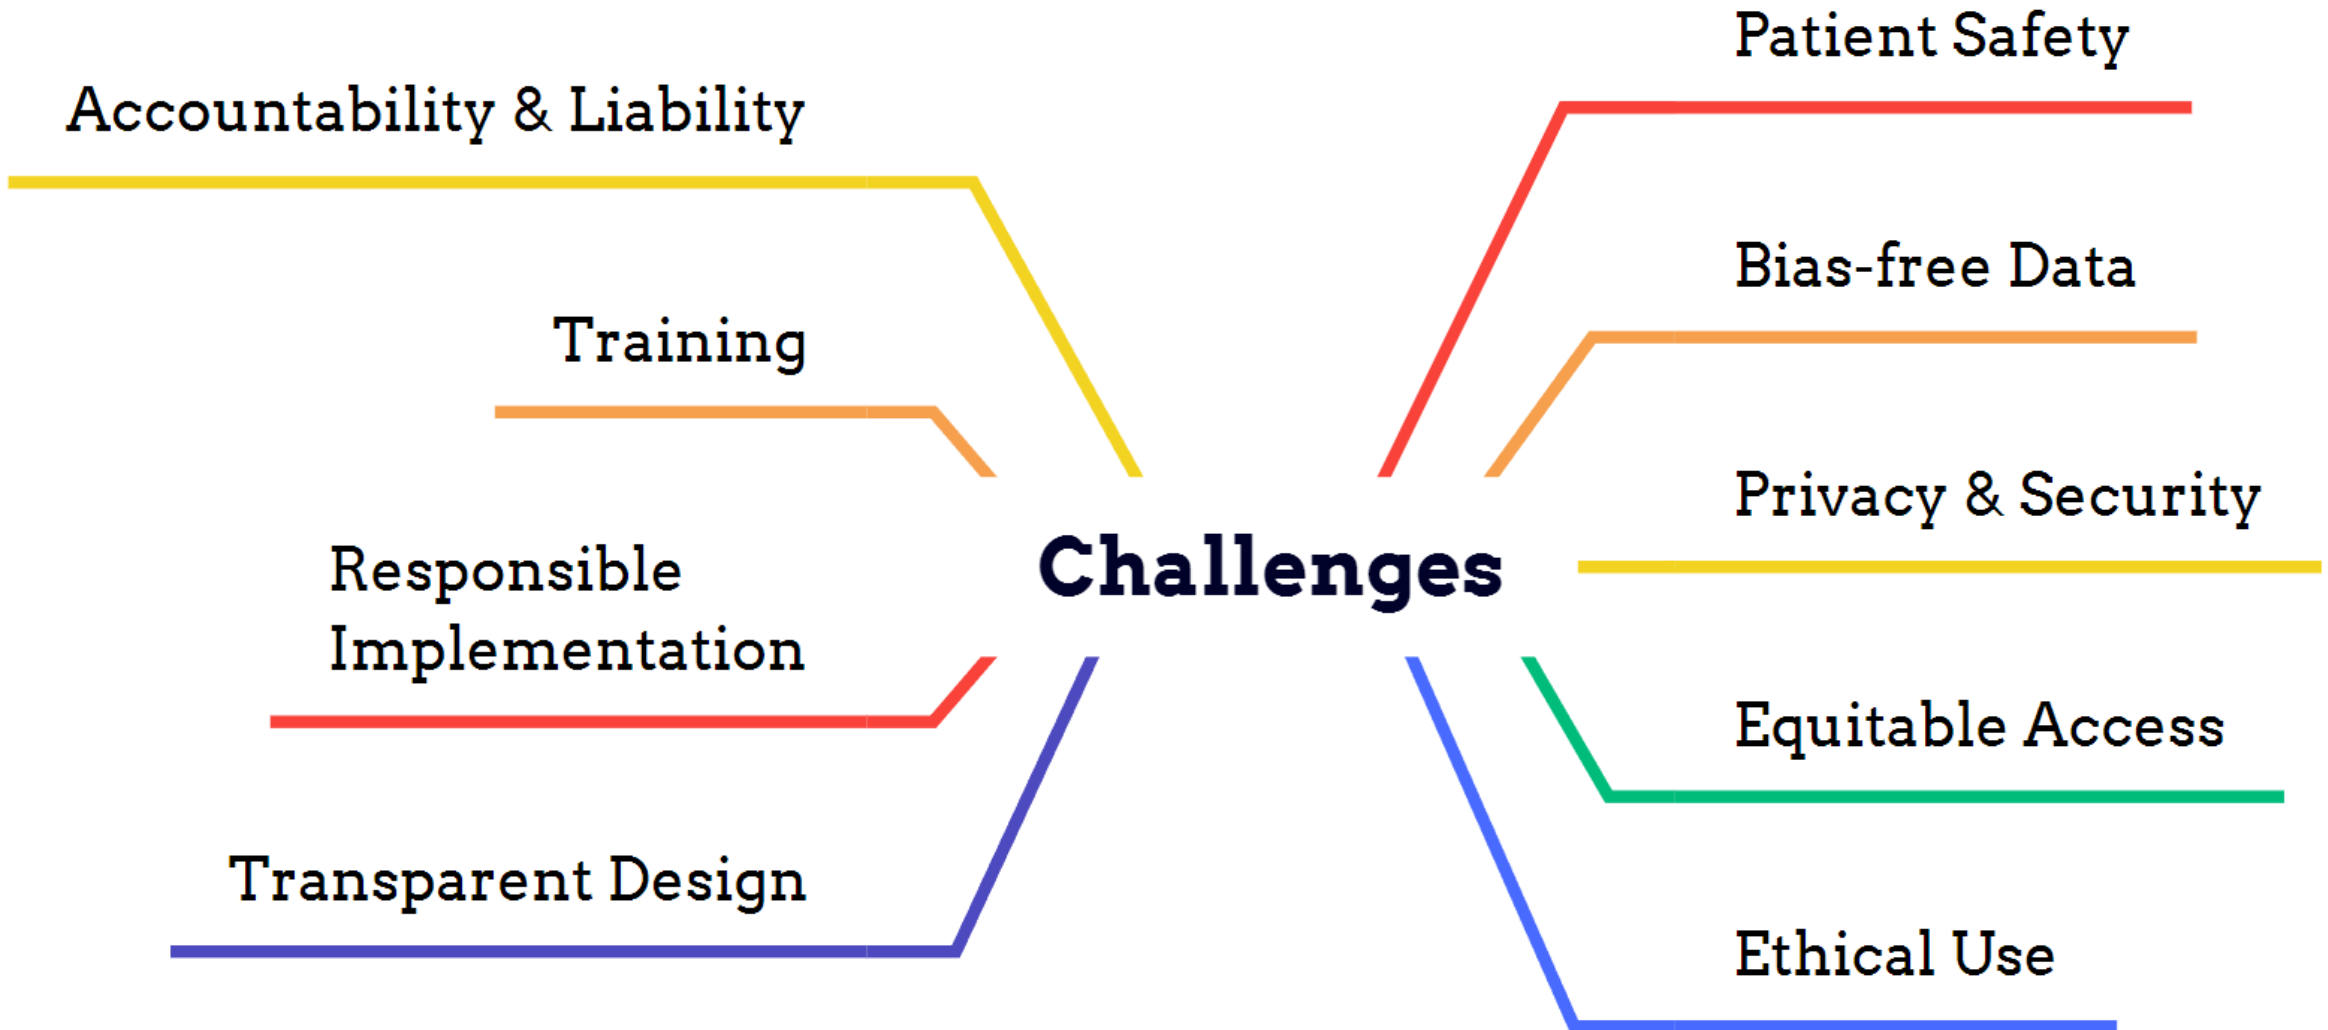 Accountability & Liability
Training
Responsible
Implementation
Transparent Design
Challenges
Patient Safety
Bias-free Data
Privacy & Security
Equitable Access
Ethical Use